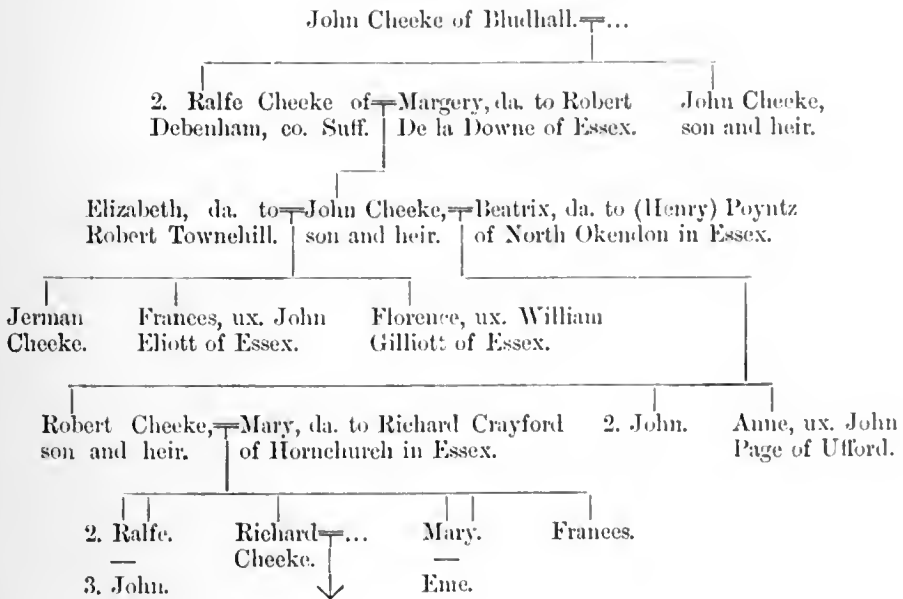 John Cheeke of Bludhall.=...
2. Ralfe Cheeke of=Margery, da. to Robert John Cheeke,
Debenham, co. Suff. De la Downe of Essex. son and heir.
Elizabeth, da. to=John Cheeke,=Beatrix, da. to (Henry) Poyntz
Robert Townehill. son and heir. of North Okendon in Essex.
Jerman Frances, ux. John Florence, ux. William
Cheeke. Eliott of Essex. Gilliott of Essex.
Robert Cheeke,=Mary, da. to Richard Crayford 2. John. Anne, ux. John
son and heir. of Hornchurch in Essex. Page of Ufford.
2. Ralfe. Richard=... Mary. Frances.
Cheeke.
3. John. Eme.